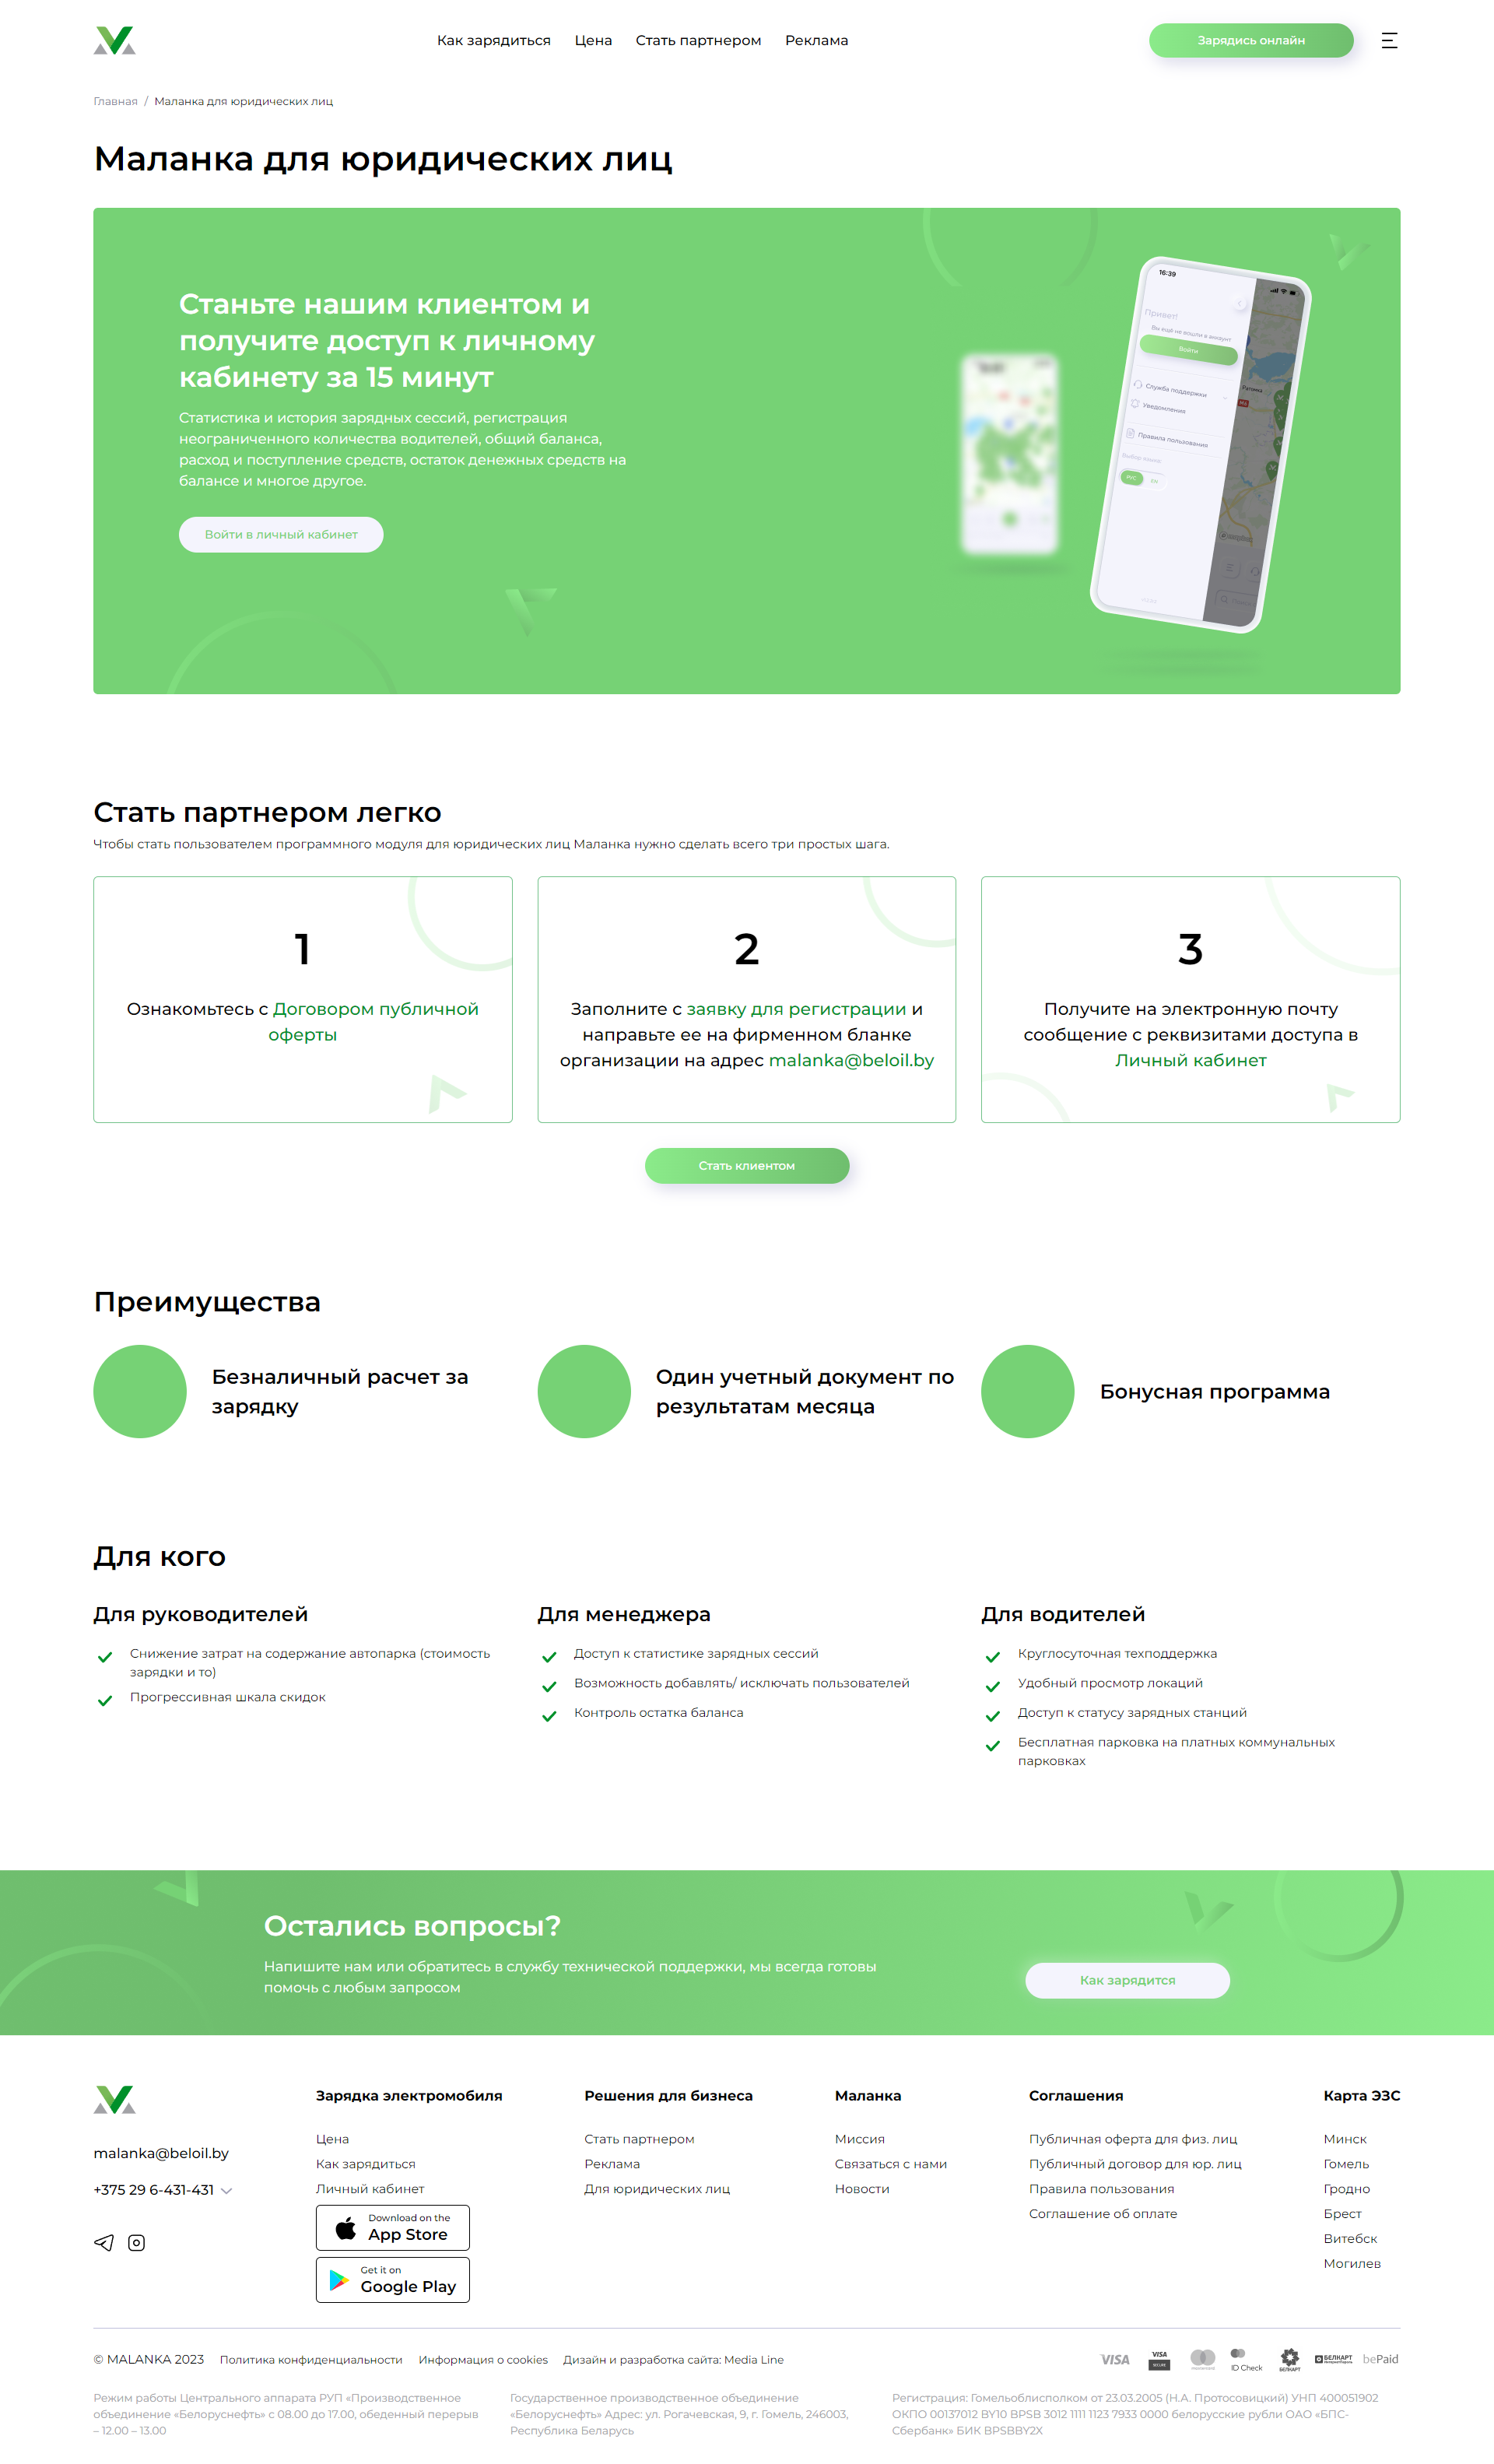 Как зарядиться Цена Стать партнером Реклама Зарядись онлайн
Главная / Маланка для юридических лиц
Маланка для юридических лиц
Станьте нашим клиентом и
получите доступ к личному
кабинету за 15 минут
Статистика и история зарядных сессий, регистрация
неограниченного количества водителей, общий баланса,
расход и поступление средств, остаток денежных средств на
балансе и многое другое.
Войти в личный кабинет
16:39
Привет!
Вы ещё не вошли в аккаунт
Войти
Служба поддержки
Уведомления
Правила пользования
Выбор языка
РУС EN
Ратомка
Стать партнером легко
Чтобы стать пользователем программного модуля для юридических лиц Маланка нужно сделать всего три простых шага.
1
Ознакомьтесь с Договором публичной
оферты
2
Заполните с заявку для регистрации и
направьте ее на фирменном бланке
организации на адрес malanka@beloil.by
3
Получите на электронную почту
сообщение с реквизитами доступа в
Личный кабинет
Стать клиентом
Преимущества
Безналичный расчет за
зарядку
Один учетный документ по
результатам месяца
Бонусная программа
Для кого
Для руководителей
Снижение затрат на содержание автопарка (стоимость
зарядки и то)
Прогрессивная шкала скидок
Для менеджера
Доступ к статистике зарядных сессий
Возможность добавлять/ исключать пользователей
Контроль остатка баланса
Для водителей
Круглосуточная техподдержка
Удобный просмотр локаций
Доступ к статусу зарядных станций
Бесплатная парковка на платных коммунальных
парковках
Остались вопросы?
Напишите нам или обратитесь в службу технической поддержки, мы всегда готовы
помочь с любым запросом
Как зарядится
malanka@beloil.by
+375 29 6-431-431
Зарядка электромобиля
Цена
Как зарядиться
Личный кабинет
Download on the
App Store
Get it on
Google Play
Решения для бизнеса
Стать партнером
Реклама
Для юридических лиц
Маланка
Миссия
Связаться с нами
Новости
Соглашения
Публичная оферта для физ. лиц
Публичный договор для юр. лиц
Правила пользования
Соглашение об оплате
Карта ЭЗС
Минск
Гомель
Гродно
Брест
Витебск
Могилев
© MALANKA 2023 Политика конфиденциальности Информация о cookies Дизайн и разработка сайта: Media Line
VISA VISA SECURE ID Check БЕЛКАРТ БЕЛКАРТ bePaid
Режим работы Центрального аппарата РУП «Производственное
объединение «Белоруснефть» с 08.00 до 17.00, обеденный перерыв
– 12.00 – 13.00
Государственное производственное объединение
«Белоруснефть» Адрес: ул. Рогачевская, 9, г. Гомель, 246003,
Республика Беларусь
Регистрация: Гомельоблисполком от 23.03.2005 (Н.А. Протосовицкий) УНП 400051902
ОКПО 00137012 BY10 BPSB 3012 1111 1123 7933 0000 белорусские рубли ОАО «БПС-
Сбербанк» БИК BPSBBY2X